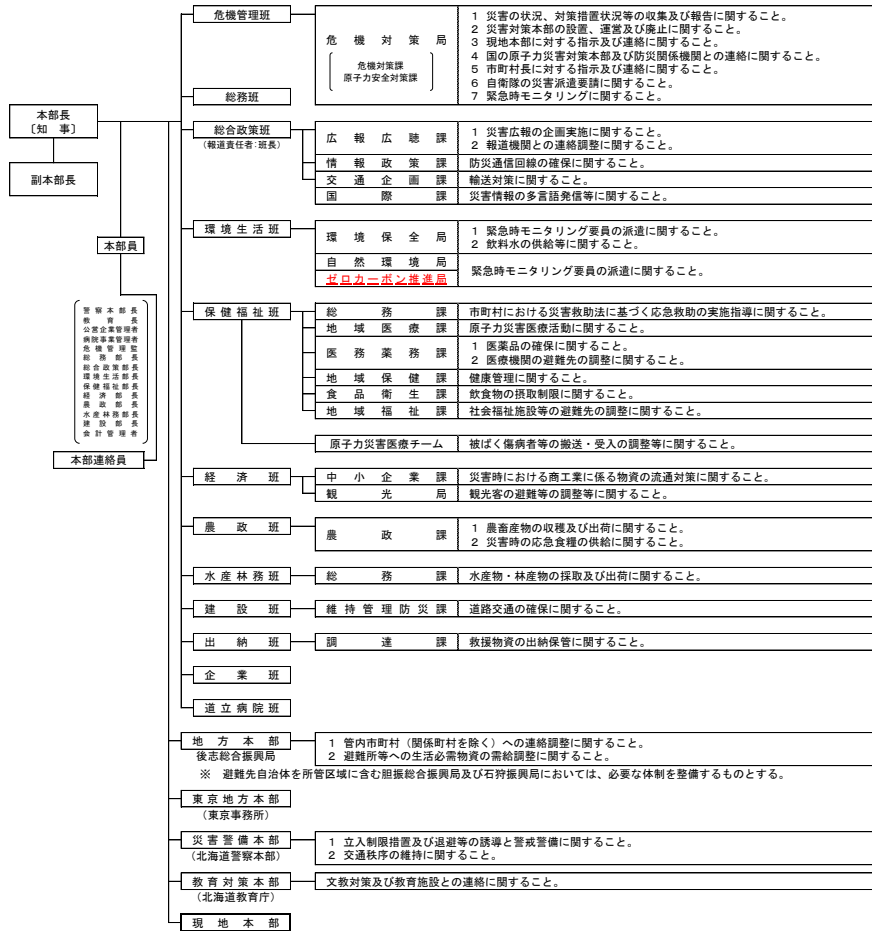 危機管理班
危機対策局
危機対策課
原子力安全対策課
1 災害の状況、対策措置状況等の収集及び報告に関すること。
2 災害対策本部の設置、運営及び廃止に関すること。
3 現地本部に対する指示及び連絡に関すること。
4 国の原子力災害対策本部及び防災関係機関との連絡に関すること。
5 市町村長に対する指示及び連絡に関すること。
6 自衛隊の災害派遣要請に関すること。
7 緊急時モニタリングに関すること。
総務班
本部長
〔知 事〕
副本部長
本部員
警察本部長
教育長
公営企業管理者
病院事業管理者
危機管理監
総務部長
総合政策部長
環境生活部長
保健福祉部長
経済部長
農政部長
水産林務部長
建設部長
会計管理者
本部連絡員
総合政策班
(報道責任者:班長)
広報広聴課
1 災害広報の企画実施に関すること。
2 報道機関との連絡調整に関すること。
情報政策課 防災通信回線の確保に関すること。
交通企画課 輸送対策に関すること。
国際課 災害情報の多言語発信等に関すること。
環境生活班
環境保全局
1 緊急時モニタリング要員の派遣に関すること。
2 飲料水の供給等に関すること。
自然環境局
ゼロカーボン推進局
緊急時モニタリング要員の派遣に関すること。
保健福祉班
総務課 市町村における災害救助法に基づく応急救助の実施指導に関すること。
地域医療課 原子力災害医療活動に関すること。
医務薬務課
1 医薬品の確保に関すること。
2 医療機関の避難先の調整に関すること。
地域保健課 健康管理に関すること。
食品衛生課 飲食物の摂取制限に関すること。
地域福祉課 社会福祉施設等の避難先の調整に関すること。
原子力災害医療チーム 被ばく傷病者等の搬送・受入の調整等に関すること。
経済班
中小企業課 災害時における商工業に係る物資の流通対策に関すること。
観光局 観光客の避難等の調整等に関すること。
農政班
農政課
1 農畜産物の収穫及び出荷に関すること。
2 災害時の応急食糧の供給に関すること。
水産林務班 総務課 水産物・林産物の採取及び出荷に関すること。
建設班 維持管理防災課 道路交通の確保に関すること。
出納班 調達課 救援物資の出納保管に関すること。
企業班
道立病院班
地方本部
後志総合振興局
1 管内市町村（関係町村を除く）への連絡調整に関すること。
2 避難所等への生活必需物資の需給調整に関すること。
※ 避難先自治体を所管区域に含む胆振総合振興局及び石狩振興局においては、必要な体制を整備するものとする。
東京地方本部
（東京事務所）
災害警備本部
（北海道警察本部）
1 立入制限措置及び退避等の誘導と警戒警備に関すること。
2 交通秩序の維持に関すること。
教育対策本部
（北海道教育庁）
文教対策及び教育施設との連絡に関すること。
現地本部